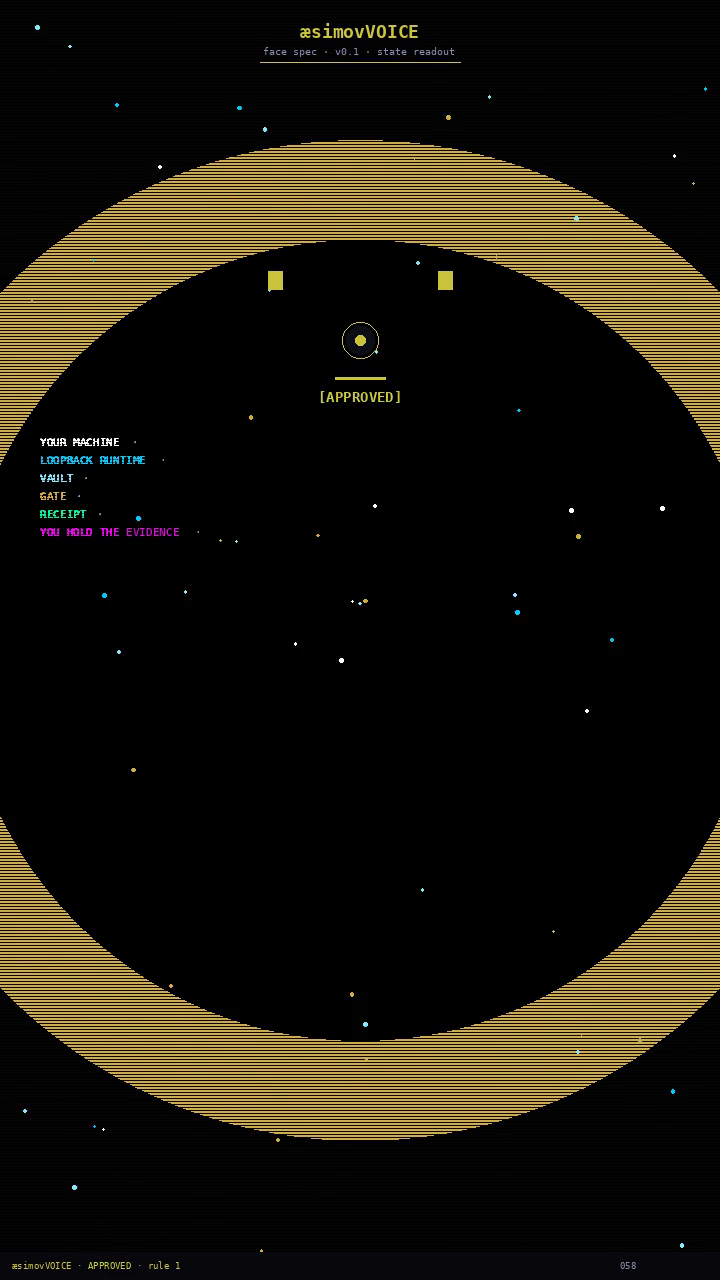 æsimovVOICE
face spec · v0.1 · state readout
[APPROVED]
YOUR MACHINE ·
LOOPBACK RUNTIME ·
VAULT ·
GATE ·
RECEIPT ·
YOU HOLD THE EVIDENCE ·
æsimovVOICE · APPROVED · rule 1
058